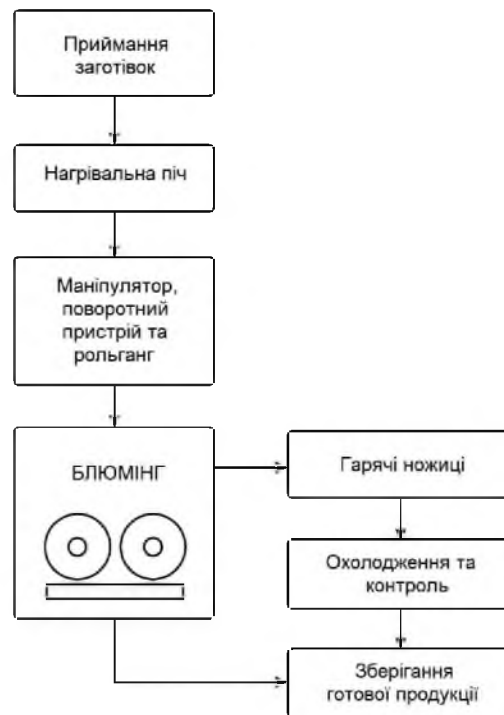 Приймання
заготівок
Нагрівальна піч
Маніпулятор,
поворотний
пристрій та
рольганг
БЛЮМІНГ
Гарячі ножиці
Охолодження та
контроль
Зберігання
готової продукції